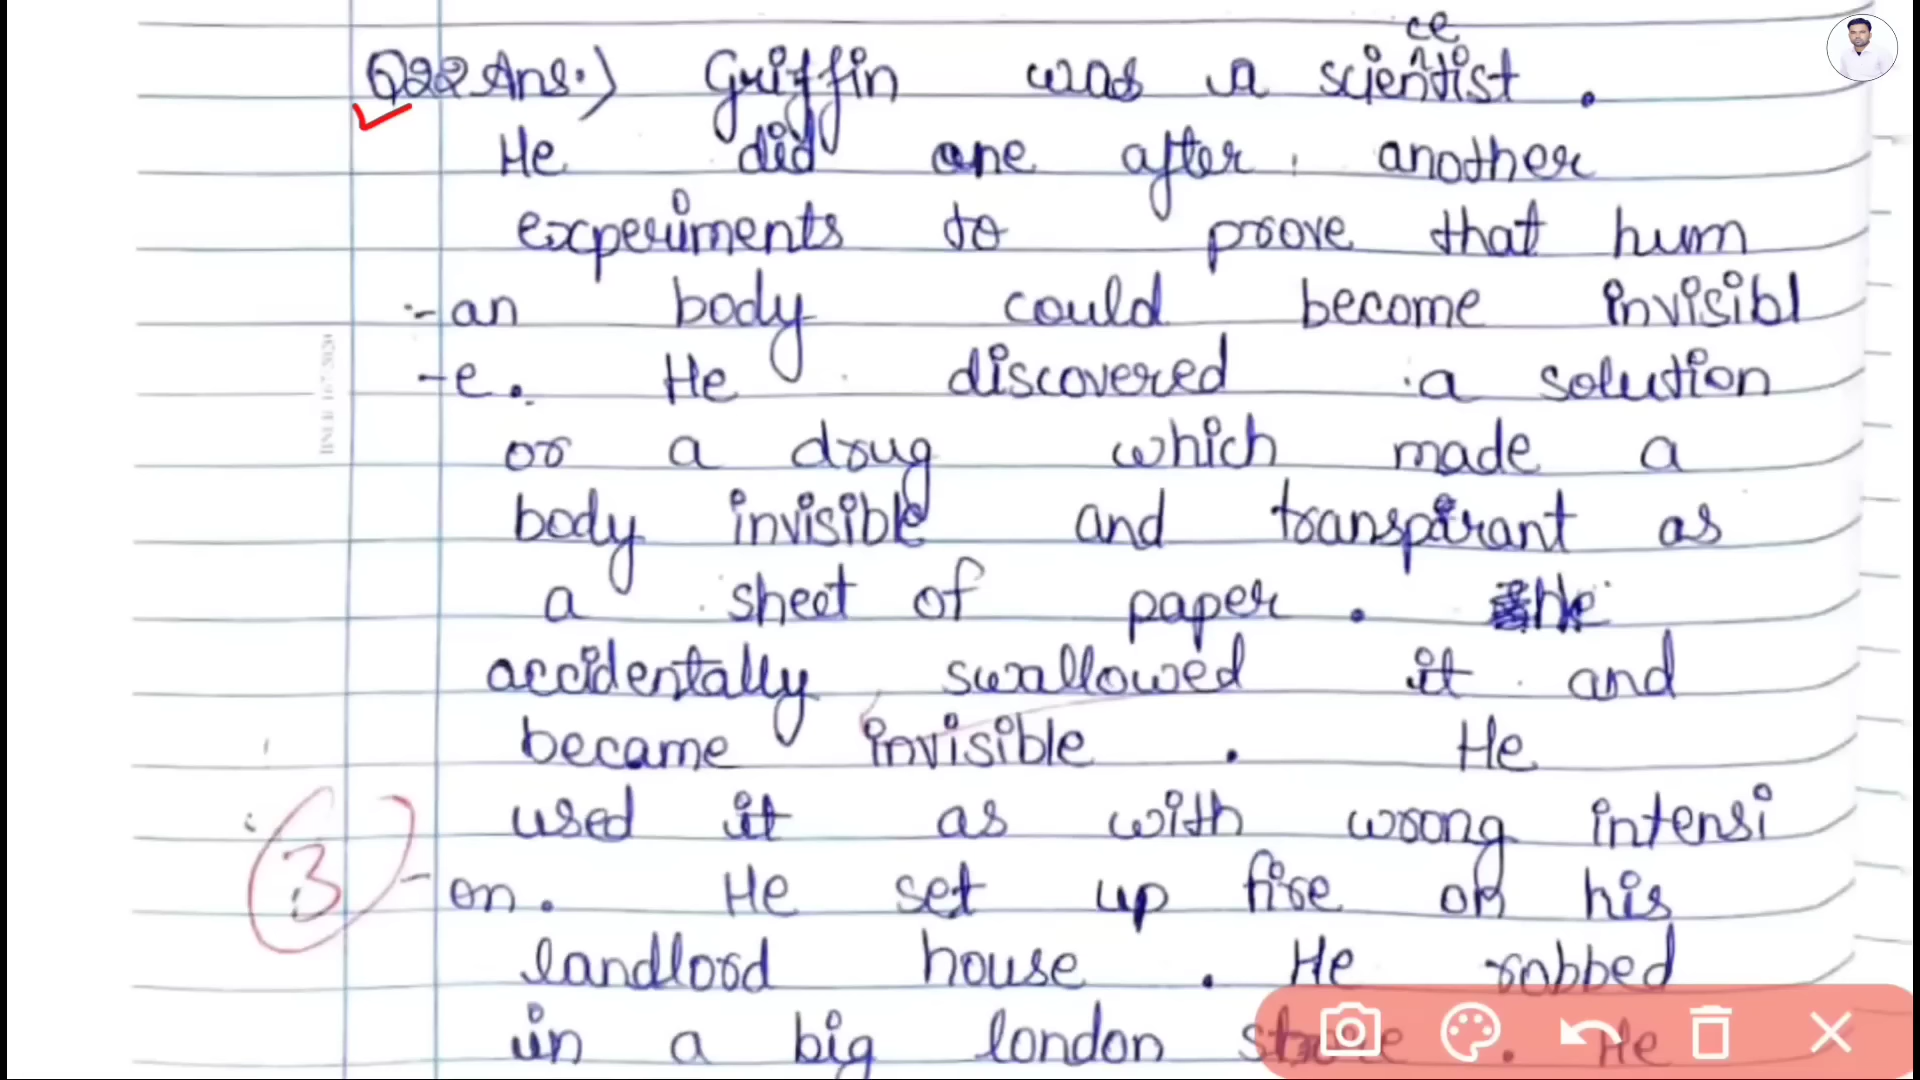 ce
Q22 Ans.) Griffin was a scientist .
He did one after another
experiments to prove that hum
-an body could become invisibl
-e. He discovered a solution
or a drug which made a
body invisible and transpirant as
a sheet of paper . He
accidentally swallowed it and
became invisible . He
used it as with wrong intensi
-on. He set up fire on his
landlord house . He robbed
in a big london store . He
3